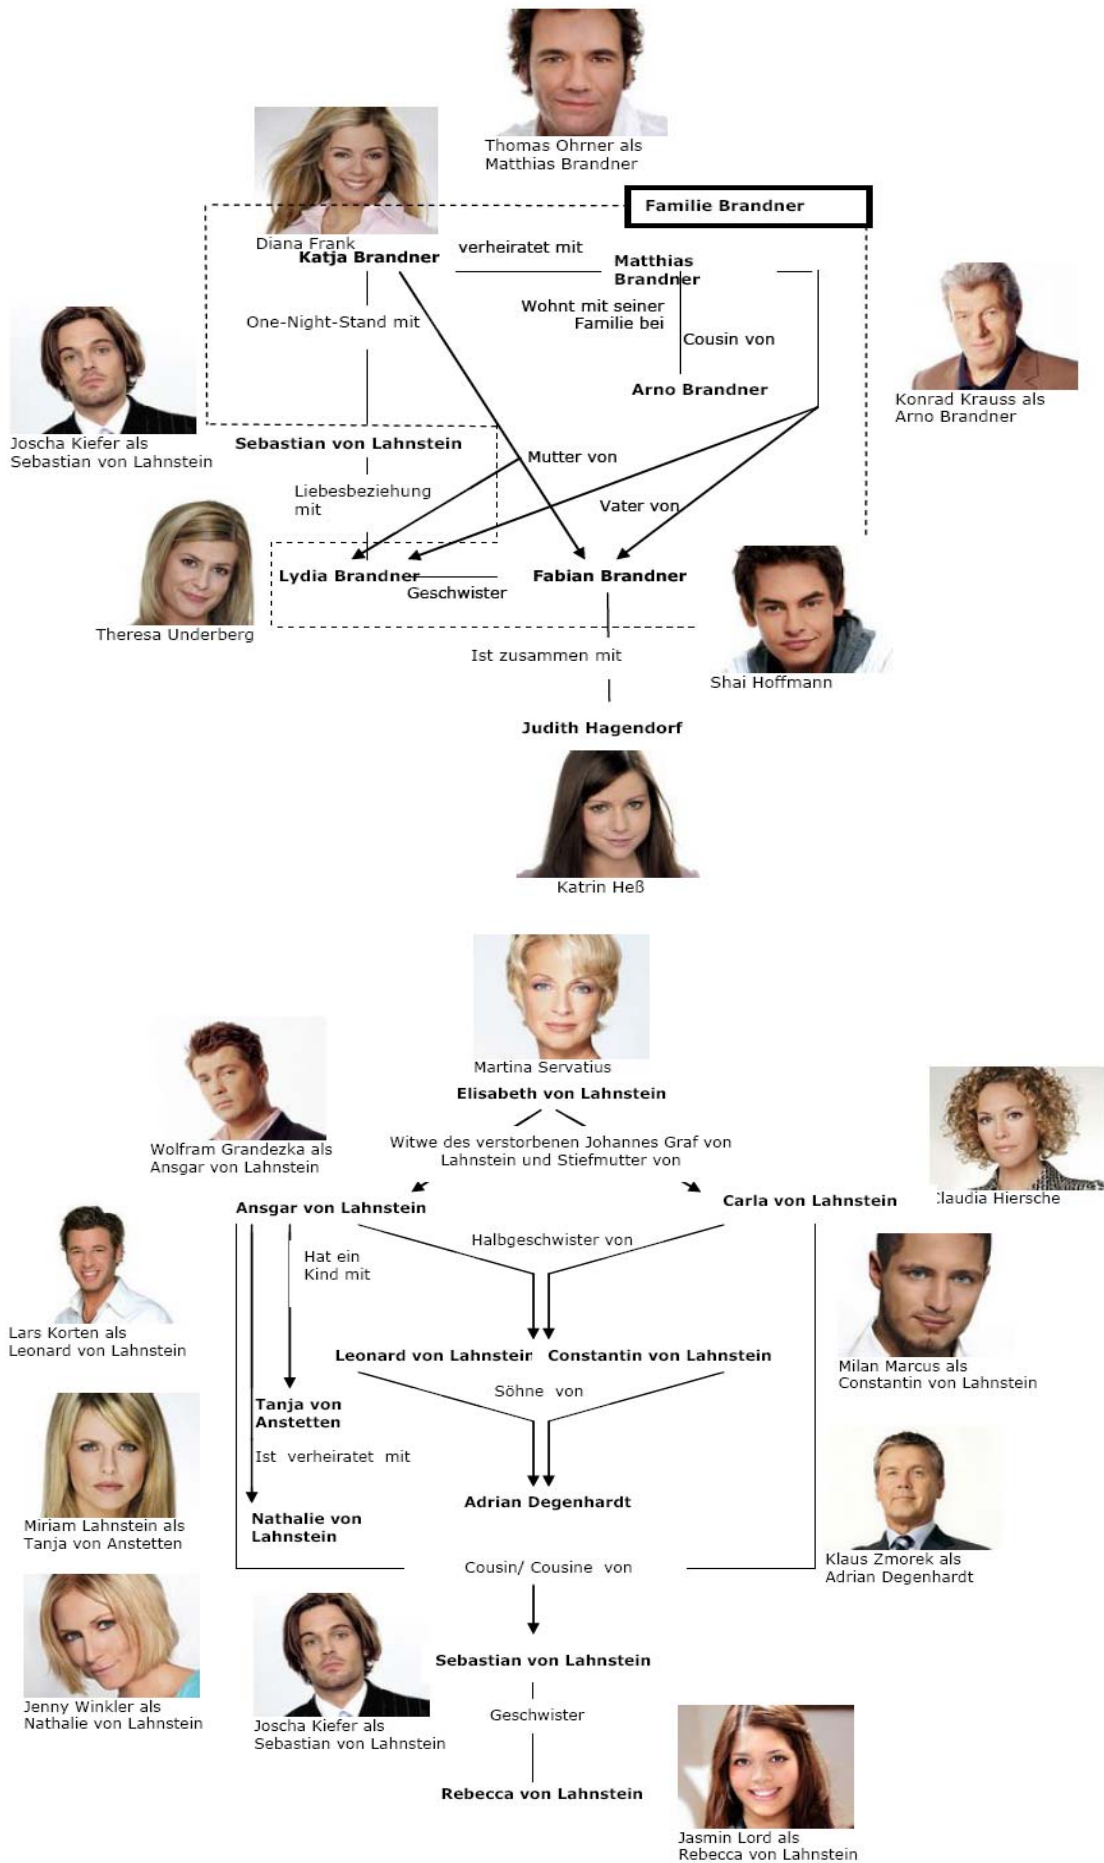 Thomas Ohrner als
Matthias Brandner
Familie Brandner
Diana Frank
Katja Brandner
verheiratet mit
Matthias
Brandner
One-Night-Stand mit
Wohnt mit seiner
Familie bei
Cousin von
Arno Brandner
Konrad Krauss als
Arno Brandner
Joscha Kiefer als
Sebastian von Lahnstein
Sebastian von Lahnstein
Mutter von
Liebesbeziehung
mit
Vater von
Lydia Brandner
Geschwister
Fabian Brandner
Theresa Underberg
Ist zusammen mit
Shai Hoffmann
Judith Hagendorf
Katrin Heß
Martina Servatius
Elisabeth von Lahnstein
Wolfram Grandezka als
Ansgar von Lahnstein
Witwe des verstorbenen Johannes Graf von
Lahnstein und Stiefmutter von
Claudia Hiersche
Ansgar von Lahnstein
Carla von Lahnstein
Hat ein
Kind mit
Halbgeschwister von
Lars Korten als
Leonard von Lahnstein
Leonard von Lahnstein
Constantin von Lahnstein
Milan Marcus als
Constantin von Lahnstein
Söhne von
Tanja von
Anstetten
Ist verheiratet mit
Adrian Degenhardt
Nathalie von
Lahnstein
Miriam Lahnstein als
Tanja von Anstetten
Klaus Zmorek als
Adrian Degenhardt
Cousin/ Cousine von
Sebastian von Lahnstein
Jenny Winkler als
Nathalie von Lahnstein
Joscha Kiefer als
Sebastian von Lahnstein
Geschwister
Rebecca von Lahnstein
Jasmin Lord als
Rebecca von Lahnstein